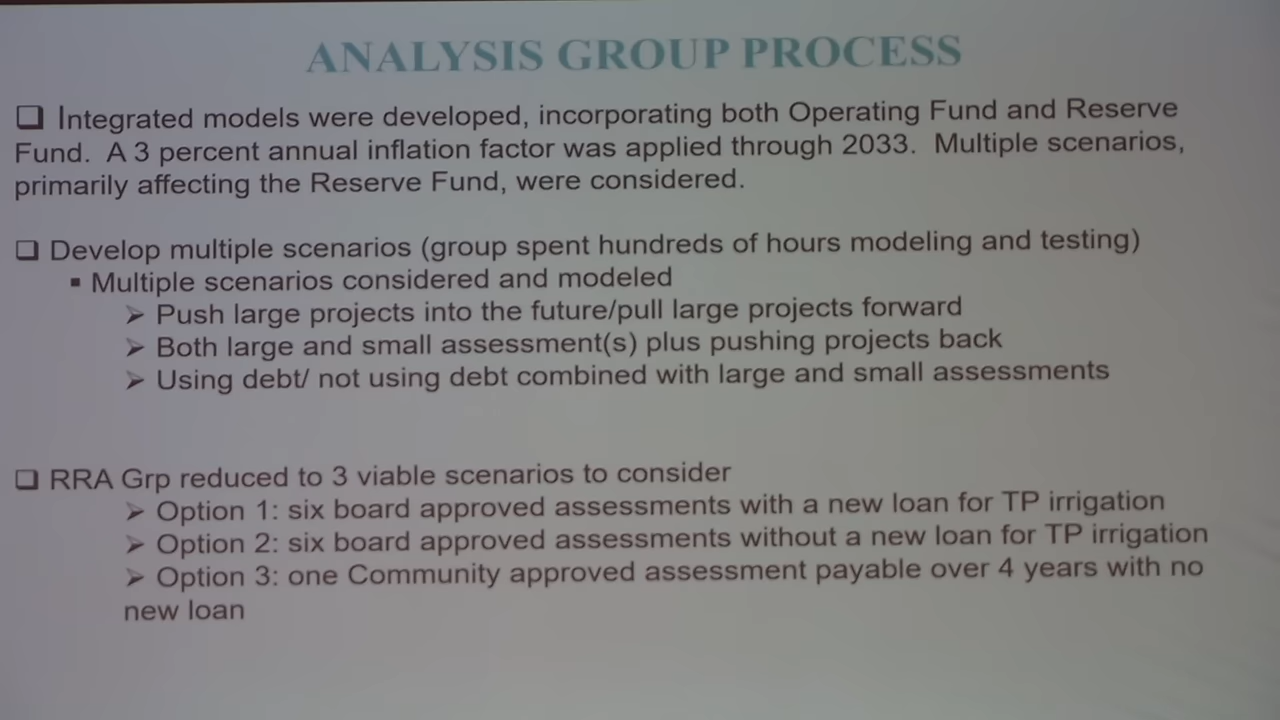 ANALYSIS GROUP PROCESS
❑ Integrated models were developed, incorporating both Operating Fund and Reserve
Fund. A 3 percent annual inflation factor was applied through 2033. Multiple scenarios,
primarily affecting the Reserve Fund, were considered.
❑ Develop multiple scenarios (group spent hundreds of hours modeling and testing)
▪ Multiple scenarios considered and modeled
➢ Push large projects into the future/pull large projects forward
➢ Both large and small assessment(s) plus pushing projects back
➢ Using debt/ not using debt combined with large and small assessments
❑ RRA Grp reduced to 3 viable scenarios to consider
➢ Option 1: six board approved assessments with a new loan for TP irrigation
➢ Option 2: six board approved assessments without a new loan for TP irrigation
➢ Option 3: one Community approved assessment payable over 4 years with no
new loan